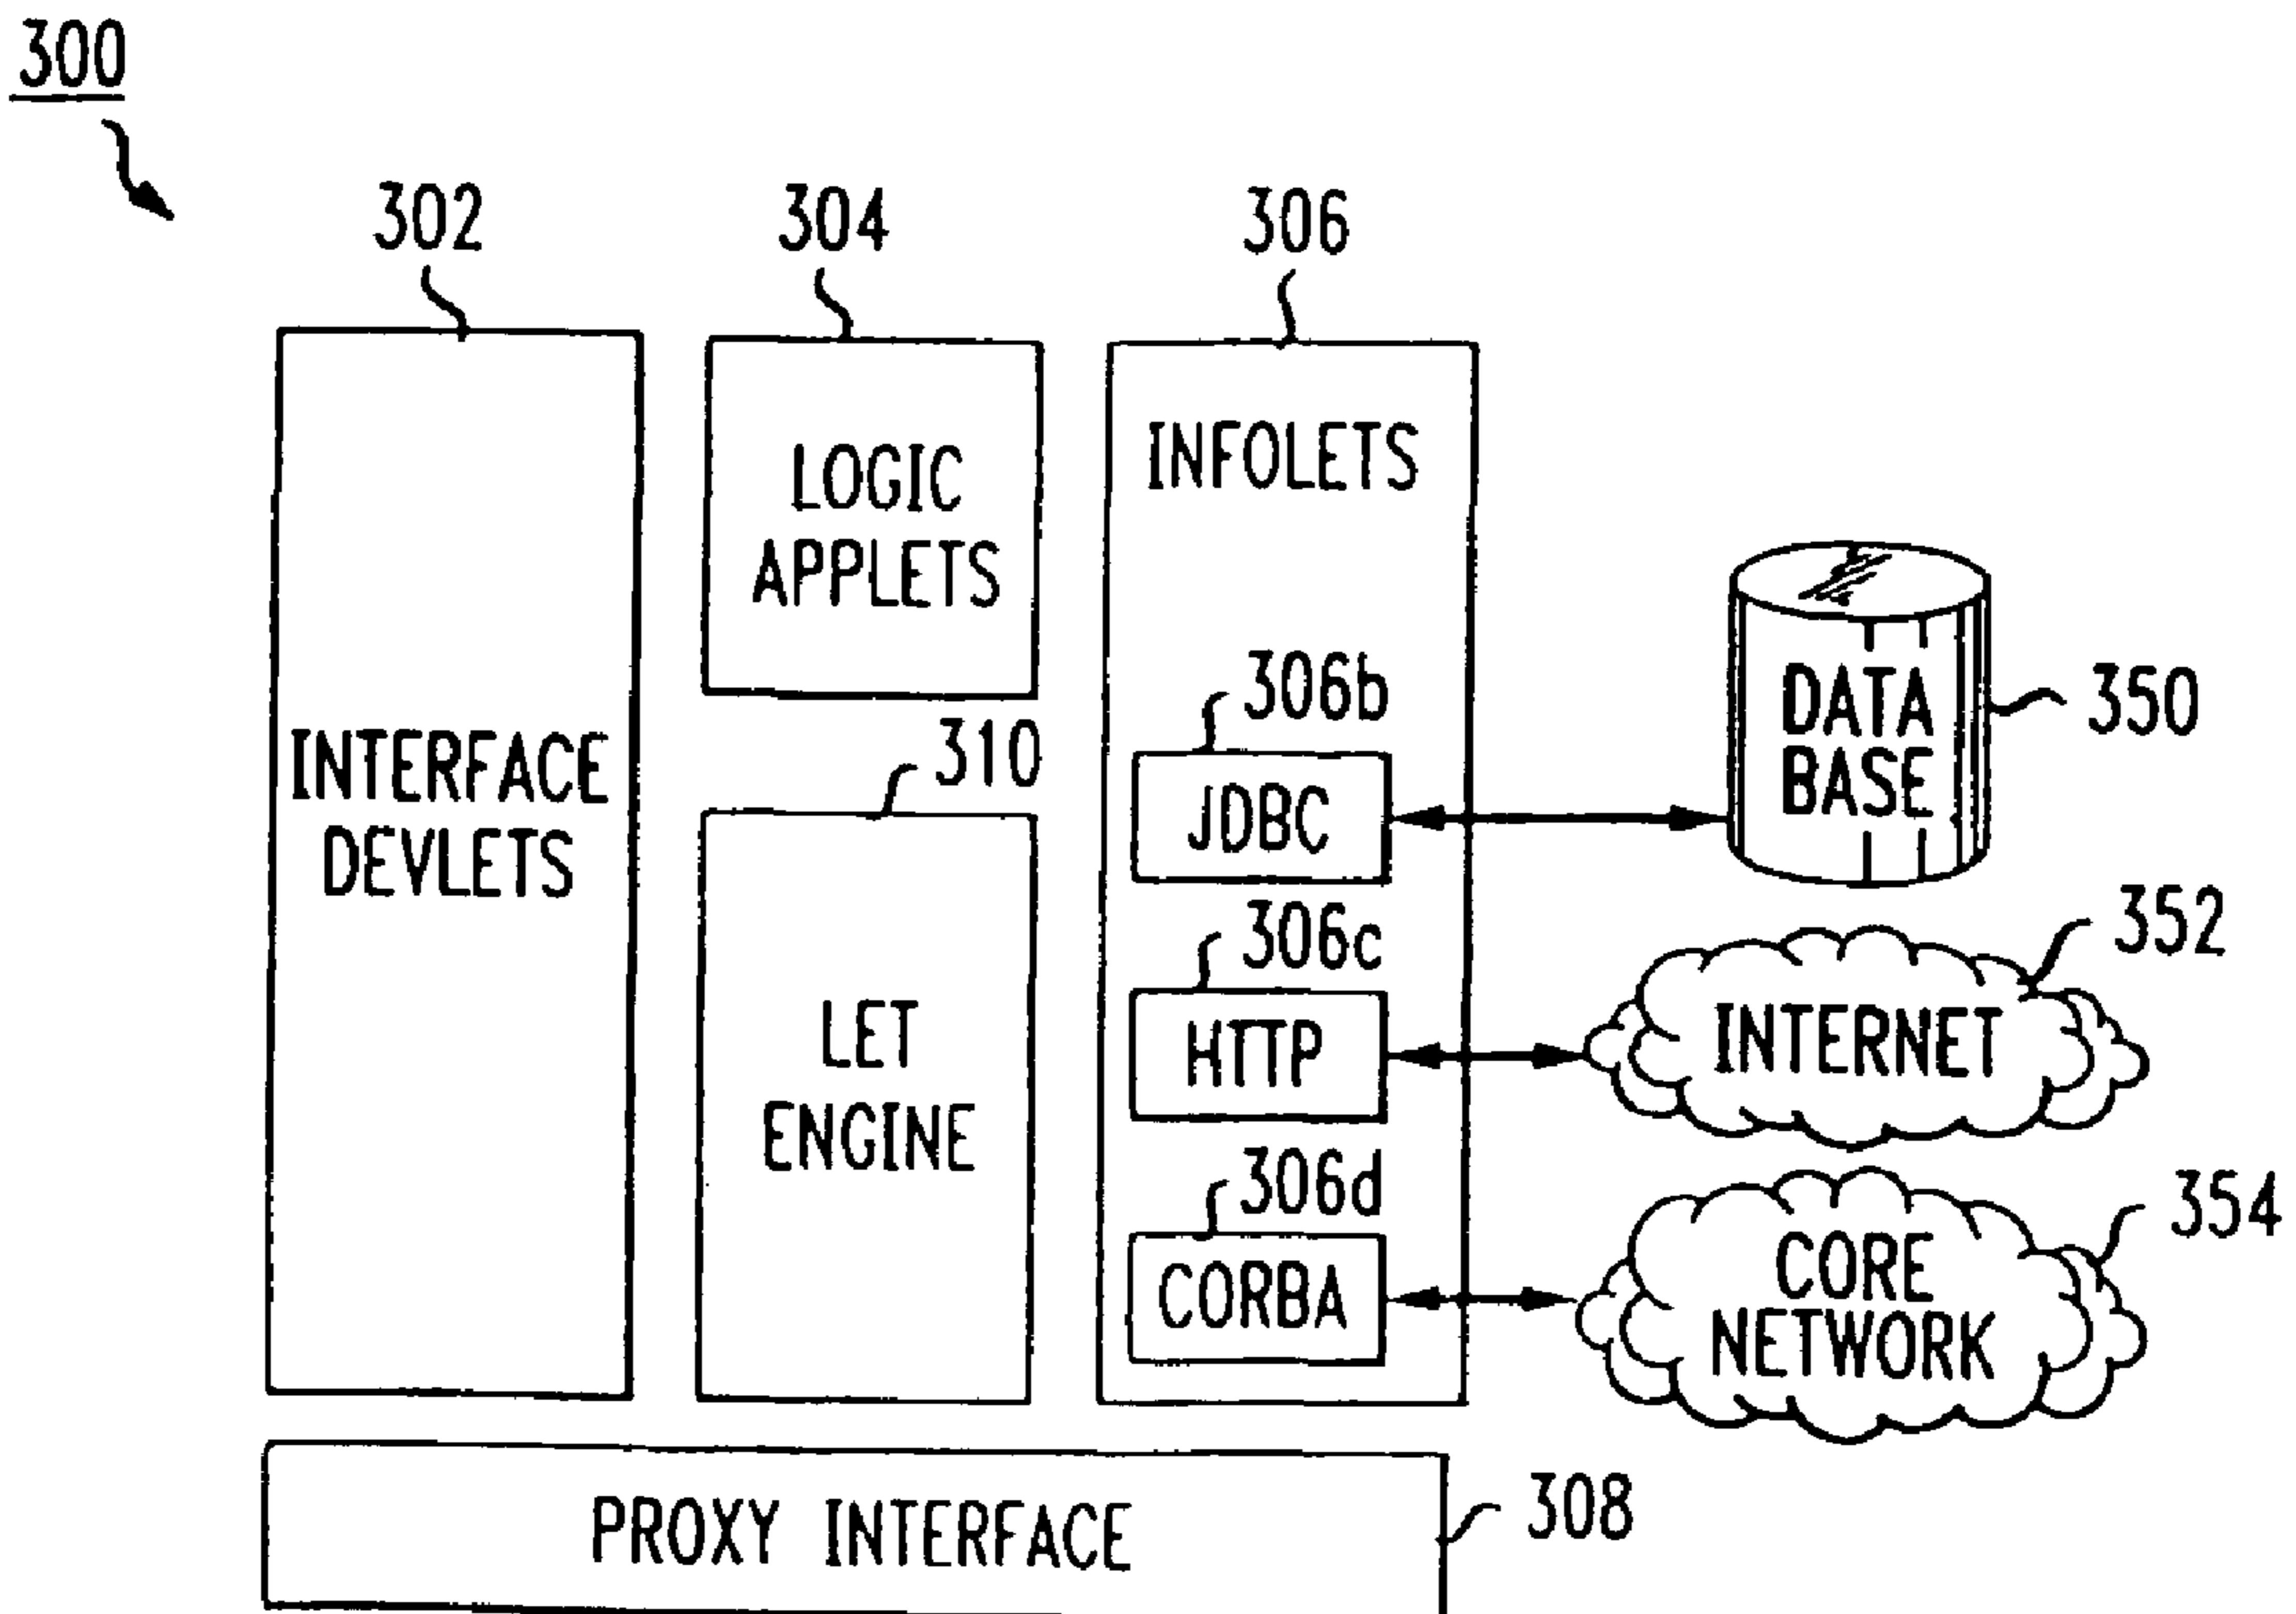 300
302
304
306
INTERFACE
DEVLETS
LOGIC
APPLETS
310
LET
ENGINE
INFOLETS
306b
JDBC
306c
HTTP
306d
CORBA
DATA
BASE
350
352
INTERNET
354
CORE
NETWORK
PROXY INTERFACE
308